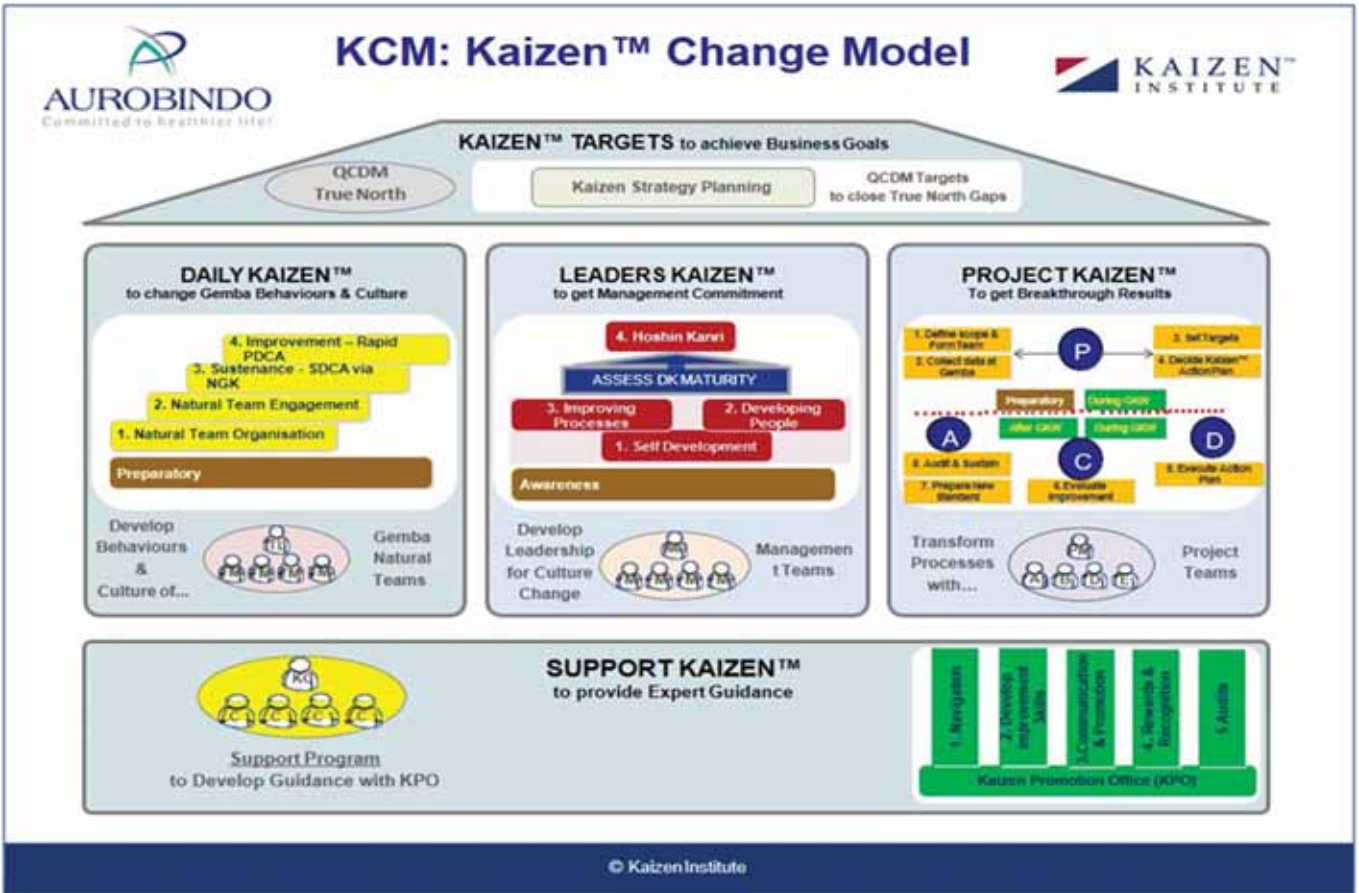 KCM: Kaizen™ Change Model
AUROBINDO
Committed to healthier life!
KAIZEN™
INSTITUTE
KAIZEN™ TARGETS to achieve Business Goals
QCDM
True North
Kaizen Strategy Planning
QCDM Targets
to close True North Gaps
DAILY KAIZEN™
to change Gemba Behaviours & Culture
4. Improvement – Rapid
PDCA
3. Sustenance - SDCA via
NGK
2. Natural Team Engagement
1. Natural Team Organisation
Preparatory
Develop
Behaviours
&
Culture of...
TL
M M M M
Gemba
Natural
Teams
LEADERS KAIZEN™
to get Management Commitment
4. Hoshin Kanri
ASSESS DK MATURITY
3. Improving
Processes
2. Developing
People
1. Self Development
Awareness
Develop
Leadership
for Culture
Change
MD
M M M M
Managemen
t Teams
PROJECT KAIZEN™
To get Breakthrough Results
1. Define scope &
Form Team
2. Collect data at
Gemba
P
3. Set Targets
4. Decide Kaizen™
Action Plan
Preparatory
During GKW
After GKW
During GKW
A
C
D
8. Audit & Sustain
7. Prepare New
Standard
6. Evaluate
Improvement
5. Execute Action
Plan
Transform
Processes
with...
PM
A B D E
Project
Teams
SUPPORT KAIZEN™
to provide Expert Guidance
C C C C
Support Program
to Develop Guidance with KPO
1. Navigation
2. Develop
improvement
Skills
3.Communication
& Promotion
4. Rewards &
Recognition
5 Audits
Kaizen Promotion Office (KPO)
© Kaizen Institute